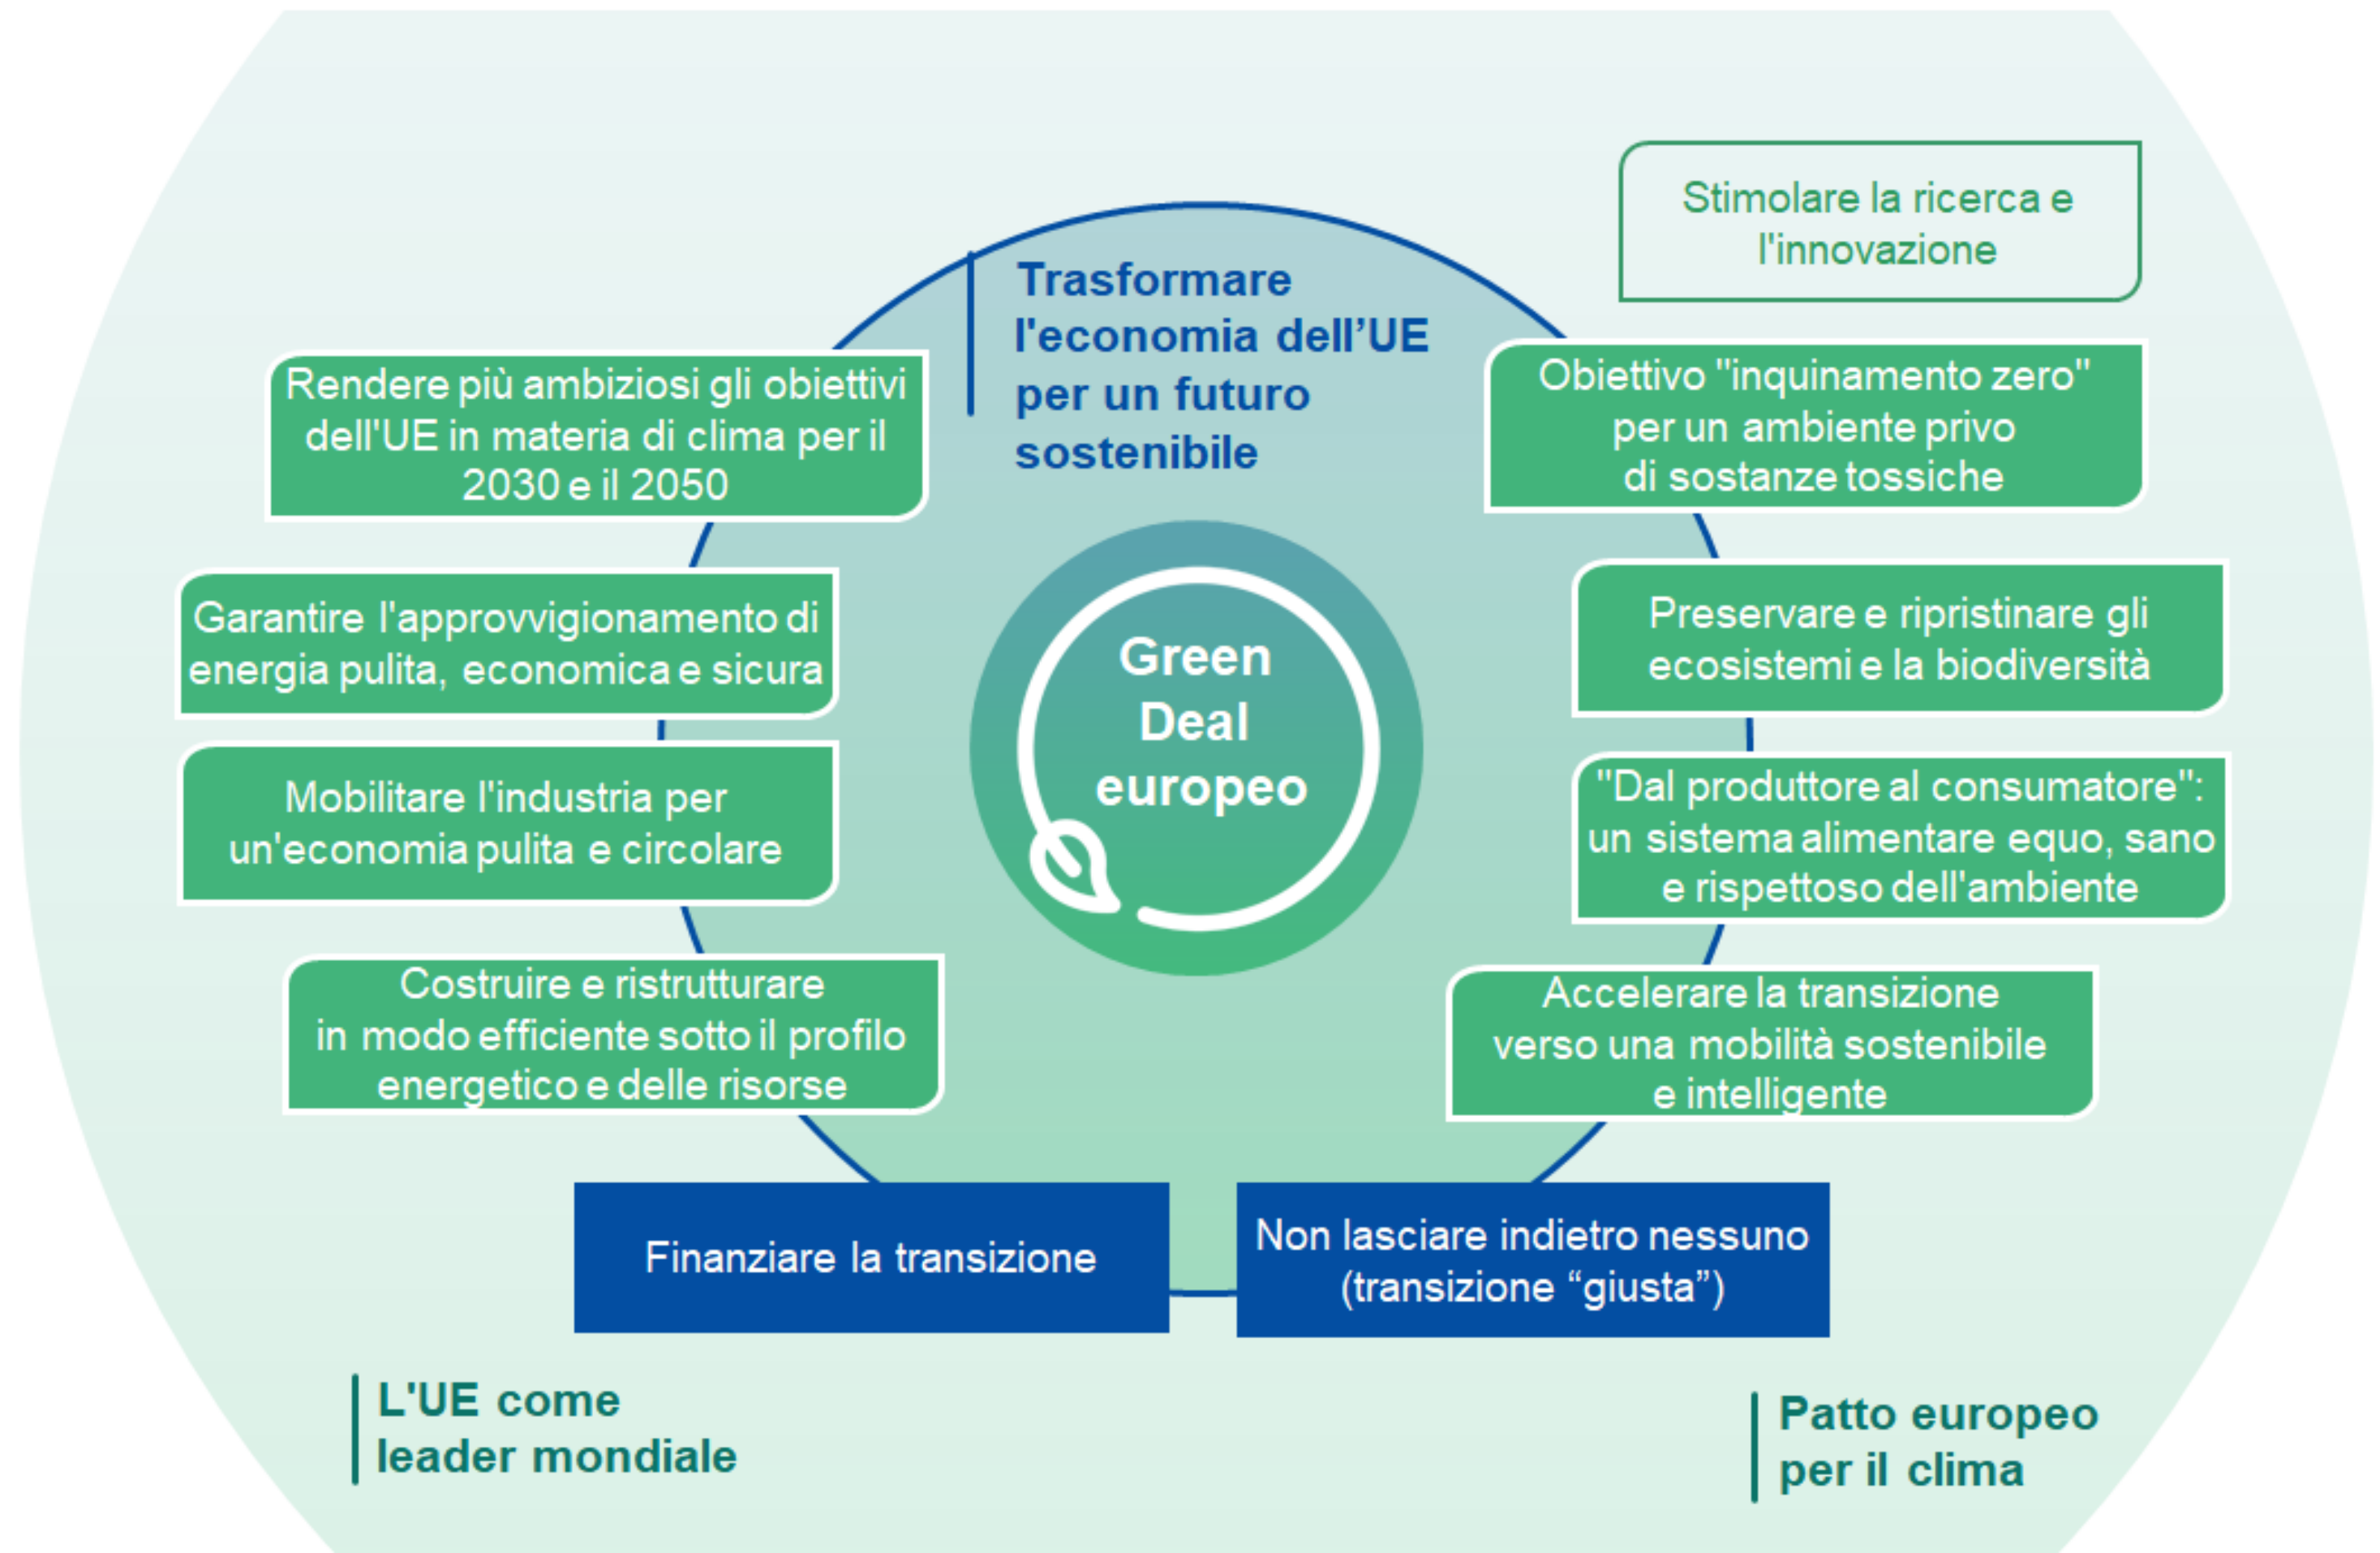 Stimolare la ricerca e
l'innovazione
Trasformare
l'economia dell’UE
per un futuro
sostenibile
Rendere più ambiziosi gli obiettivi
dell'UE in materia di clima per il
2030 e il 2050
Obiettivo "inquinamento zero"
per un ambiente privo
di sostanze tossiche
Garantire l'approvvigionamento di
energia pulita, economica e sicura
Preservare e ripristinare gli
ecosistemi e la biodiversità
Green
Deal
europeo
Mobilitare l'industria per
un'economia pulita e circolare
"Dal produttore al consumatore":
un sistema alimentare equo, sano
e rispettoso dell'ambiente
Costruire e ristrutturare
in modo efficiente sotto il profilo
energetico e delle risorse
Accelerare la transizione
verso una mobilità sostenibile
e intelligente
Finanziare la transizione
Non lasciare indietro nessuno
(transizione “giusta”)
L'UE come
leader mondiale
Patto europeo
per il clima